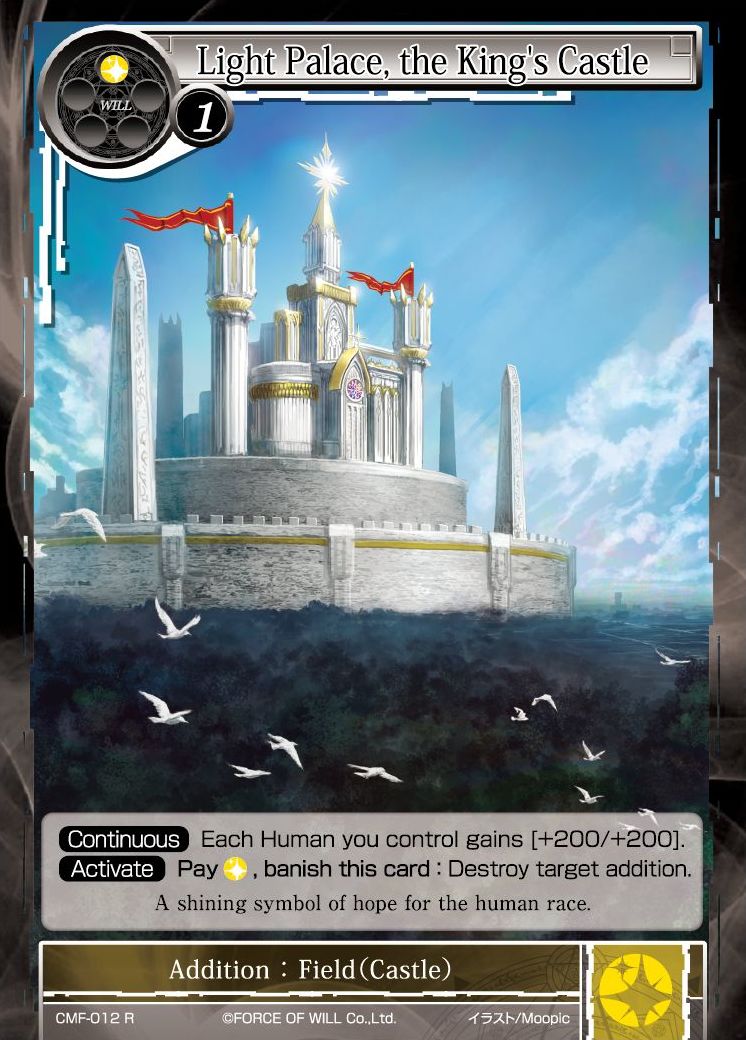 Light Palace, the King's Castle
WILL
1
Continuous Each Human you control gains [+200/+200].
Activate Pay , banish this card : Destroy target addition.
A shining symbol of hope for the human race.
Addition : Field(Castle)
CMF-012 R ©FORCE OF WILL Co.,Ltd. イラスト/Moopic